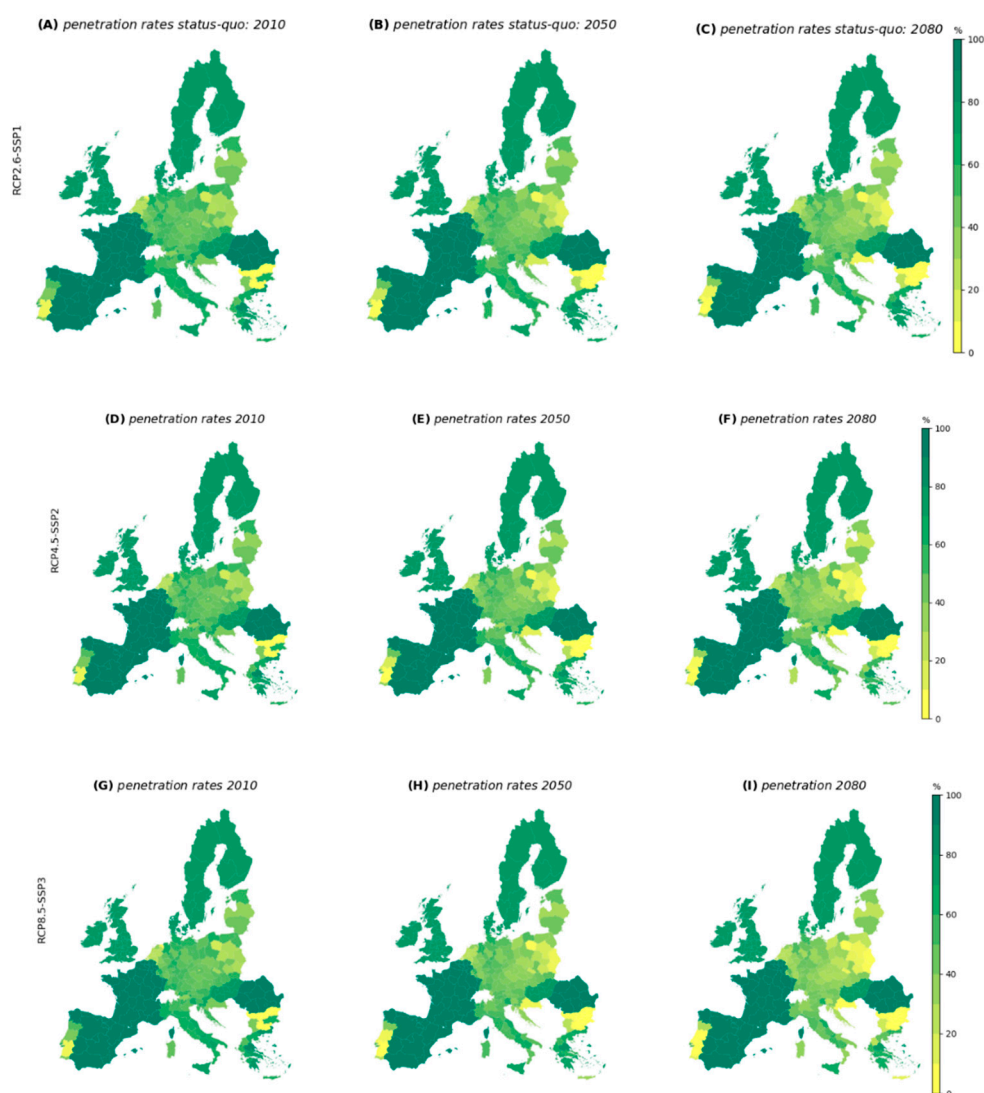 (A) penetration rates status-quo: 2010
(B) penetration rates status-quo: 2050
(C) penetration rates status-quo: 2080
%
100
80
60
40
20
0
RCP2.6-SSP1
(D) penetration rates 2010
(E) penetration rates 2050
(F) penetration rates 2080
%
100
80
60
40
20
0
RCP4.5-SSP2
(G) penetration rates 2010
(H) penetration rates 2050
(I) penetration 2080
%
100
80
60
40
20
0
RCP8.5-SSP3